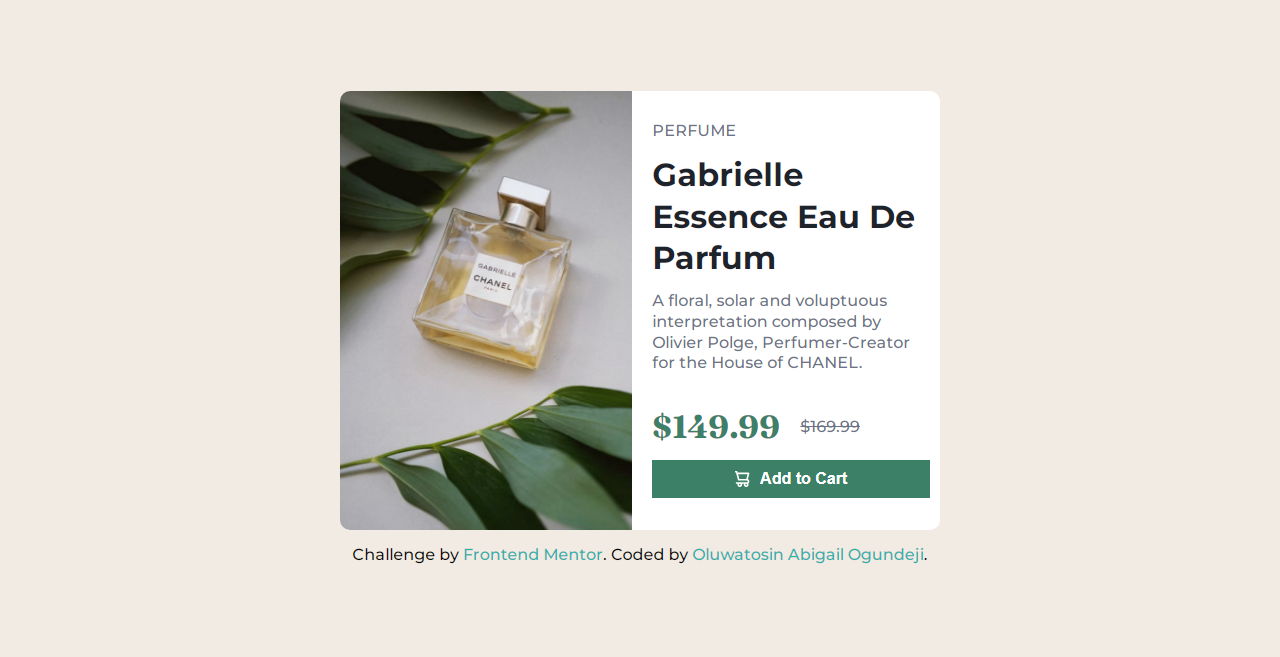 GABRIELLE
CHANEL
PARIS
PERFUME
Gabrielle
Essence Eau De
Parfum
A floral, solar and voluptuous
interpretation composed by
Olivier Polge, Perfumer-Creator
for the House of CHANEL.
$149.99 $169.99
Add to Cart
Challenge by Frontend Mentor. Coded by Oluwatosin Abigail Ogundeji.